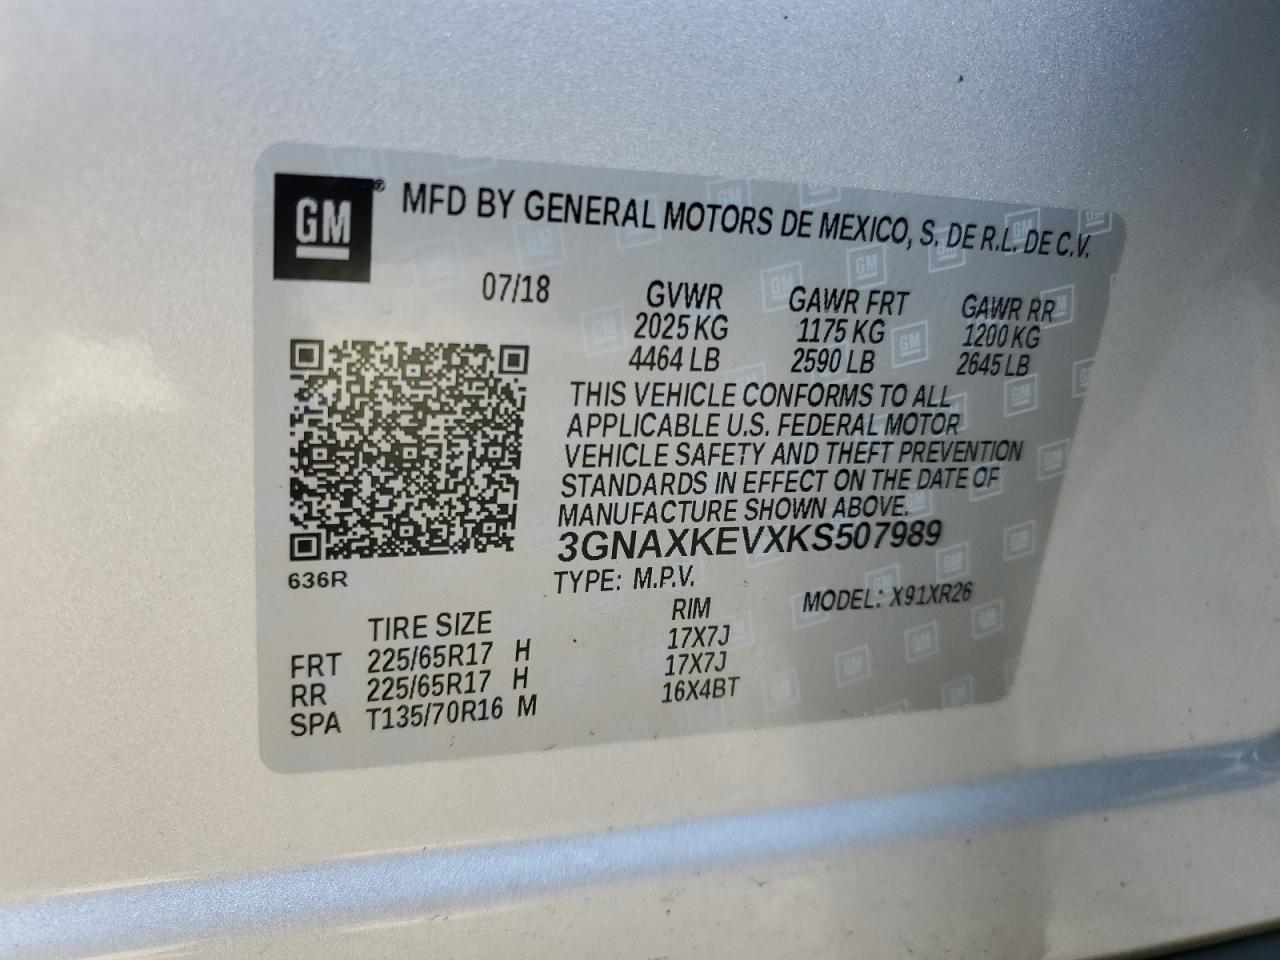 GM® MFD BY GENERAL MOTORS DE MEXICO, S. DE R.L. DE C.V.
07/18 GVWR GAWR FRT GAWR RR
2025 KG 1175 KG 1200 KG
4464 LB 2590 LB 2645 LB
THIS VEHICLE CONFORMS TO ALL
APPLICABLE U.S. FEDERAL MOTOR
VEHICLE SAFETY AND THEFT PREVENTION
STANDARDS IN EFFECT ON THE DATE OF
MANUFACTURE SHOWN ABOVE.
3GNAXKEVXKS507989
636R
TYPE: M.P.V. MODEL: X91XR26
TIRE SIZE RIM
FRT 225/65R17 H 17X7J
RR 225/65R17 H 17X7J
SPA T135/70R16 M 16X4BT